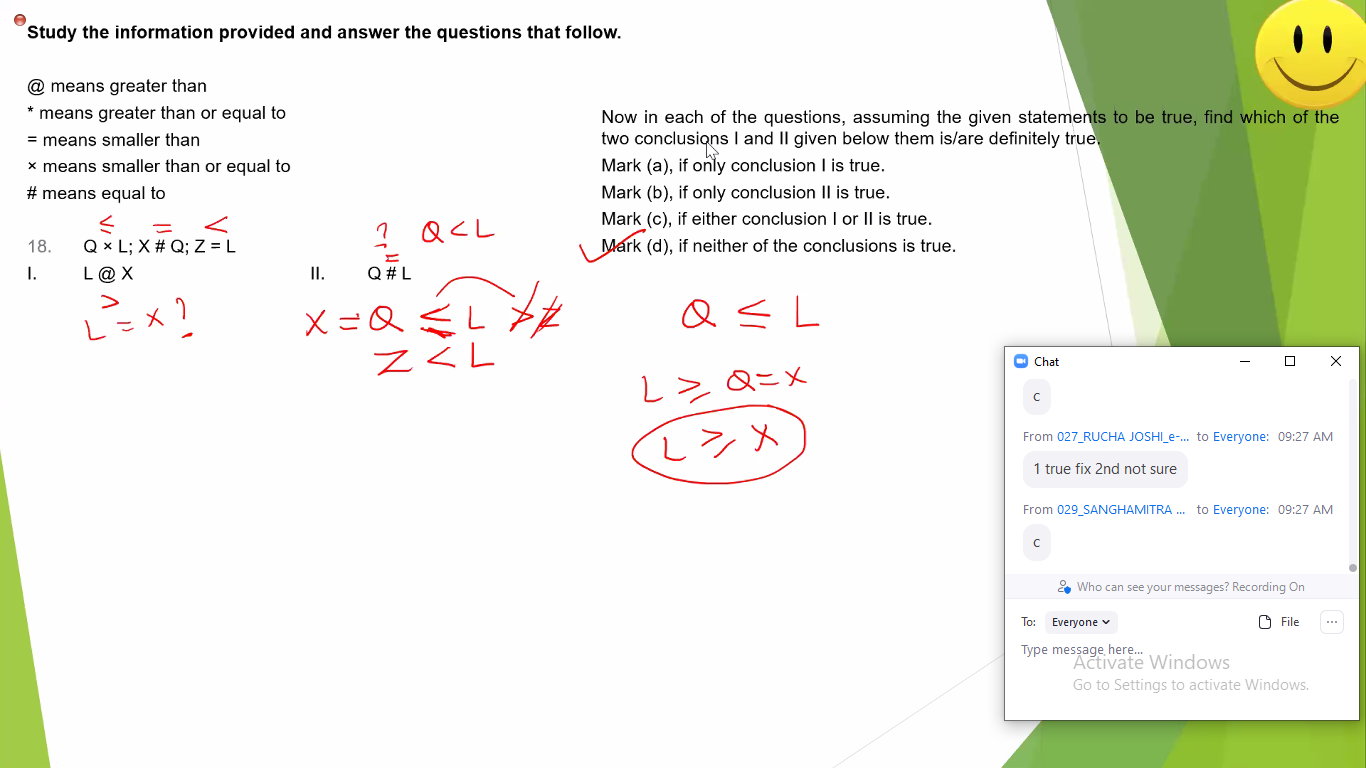 Study the information provided and answer the questions that follow.
@ means greater than
* means greater than or equal to
= means smaller than
× means smaller than or equal to
# means equal to
≤ = <
18. Q × L; X # Q; Z = L
I. L @ X
>
L = X ?
? Q < L
=
II. Q # L
X = Q ≤ L > Z
Z < L
Now in each of the questions, assuming the given statements to be true, find which of the
two conclusions I and II given below them is/are definitely true.
Mark (a), if only conclusion I is true.
Mark (b), if only conclusion II is true.
Mark (c), if either conclusion I or II is true.
Mark (d), if neither of the conclusions is true.
Q ≤ L
L ≥ Q = X
L ≥ X
Chat
c
From 027_RUCHA JOSHI_e-... to Everyone: 09:27 AM
1 true fix 2nd not sure
From 029_SANGHAMITRA ... to Everyone: 09:27 AM
c
Who can see your messages? Recording On
To: Everyone File ...
Type message here...
Activate Windows
Go to Settings to activate Windows.